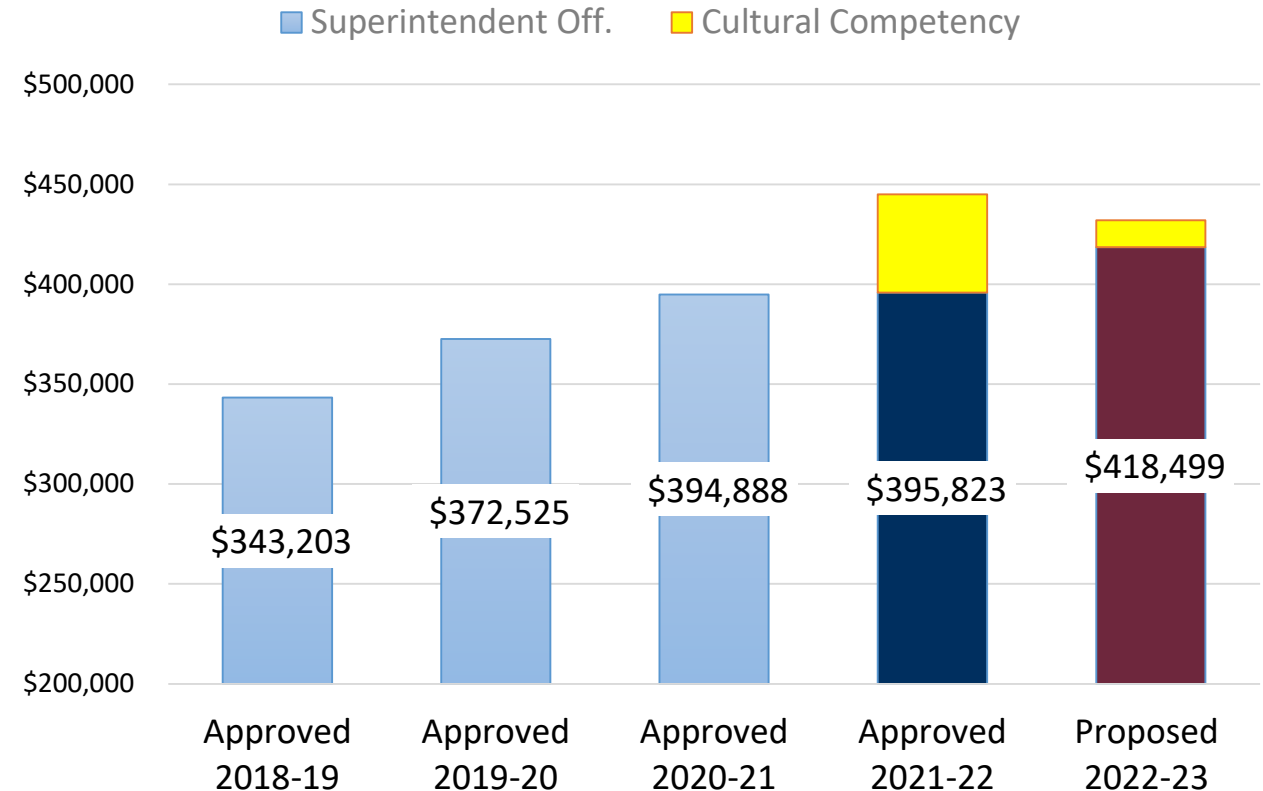 Superintendent Off. Cultural Competency
$500,000
$450,000
$400,000
$350,000
$300,000
$250,000
$200,000
$343,203
$372,525
$394,888
$395,823
$418,499
Approved
2018-19
Approved
2019-20
Approved
2020-21
Approved
2021-22
Proposed
2022-23